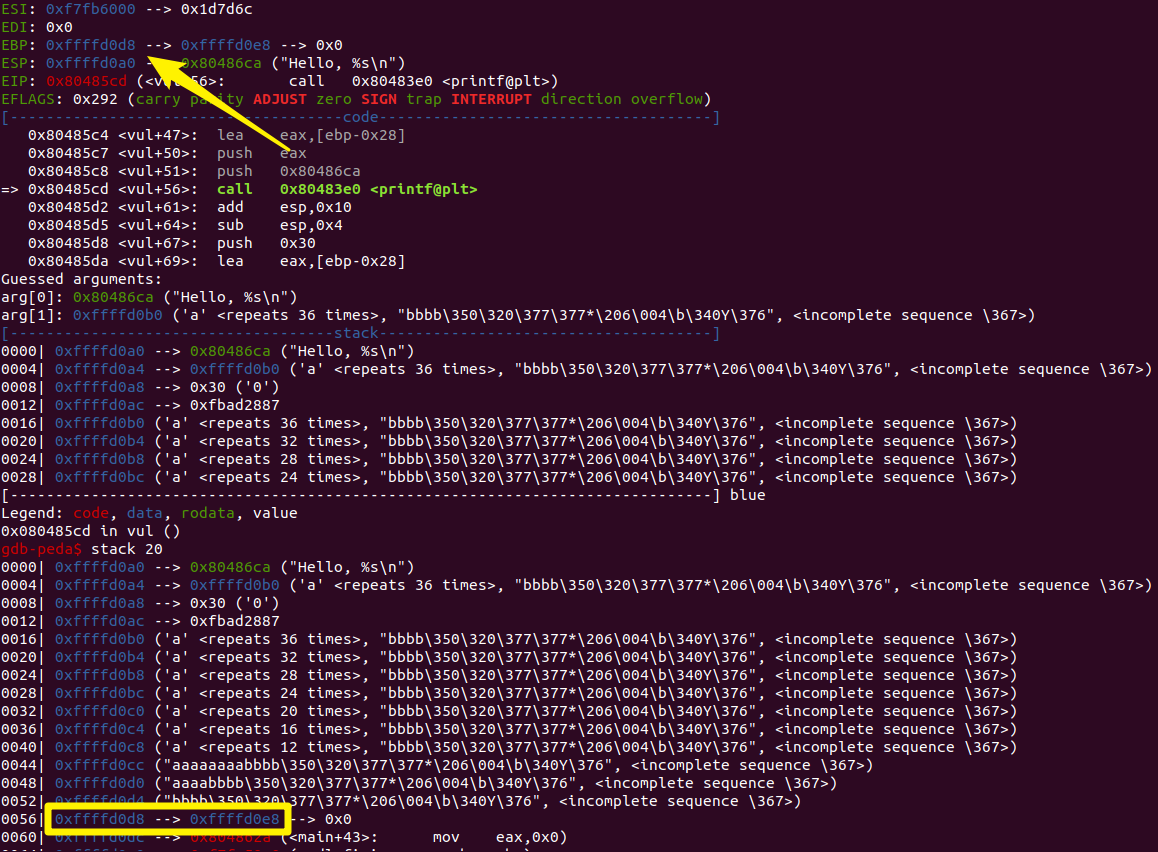 ESI: 0xf7fb6000 --> 0x1d7d6c
EDI: 0x0
EBP: 0xffffd0d8 --> 0xffffd0e8 --> 0x0
ESP: 0xffffd0a0 --> 0x80486ca ("Hello, %s\n")
EIP: 0x80485cd (<vul+56>: call 0x80483e0 <printf@plt>)
EFLAGS: 0x292 (carry parity ADJUST zero SIGN trap INTERRUPT direction overflow)
[-------------------------------------code-------------------------------------]
0x80485c4 <vul+47>: lea eax,[ebp-0x28]
0x80485c7 <vul+50>: push eax
0x80485c8 <vul+51>: push 0x80486ca
=> 0x80485cd <vul+56>: call 0x80483e0 <printf@plt>
0x80485d2 <vul+61>: add esp,0x10
0x80485d5 <vul+64>: sub esp,0x4
0x80485d8 <vul+67>: push 0x30
0x80485da <vul+69>: lea eax,[ebp-0x28]
Guessed arguments:
arg[0]: 0x80486ca ("Hello, %s\n")
arg[1]: 0xffffd0b0 ('a' <repeats 36 times>, "bbbb\350\320\377\377*\206\004\b\340Y\376", <incomplete sequence \367>)
[------------------------------------stack-------------------------------------]
0000| 0xffffd0a0 --> 0x80486ca ("Hello, %s\n")
0004| 0xffffd0a4 --> 0xffffd0b0 ('a' <repeats 36 times>, "bbbb\350\320\377\377*\206\004\b\340Y\376", <incomplete sequence \367>)
0008| 0xffffd0a8 --> 0x30 ('0')
0012| 0xffffd0ac --> 0xfbad2887
0016| 0xffffd0b0 ('a' <repeats 36 times>, "bbbb\350\320\377\377*\206\004\b\340Y\376", <incomplete sequence \367>)
0020| 0xffffd0b4 ('a' <repeats 32 times>, "bbbb\350\320\377\377*\206\004\b\340Y\376", <incomplete sequence \367>)
0024| 0xffffd0b8 ('a' <repeats 28 times>, "bbbb\350\320\377\377*\206\004\b\340Y\376", <incomplete sequence \367>)
0028| 0xffffd0bc ('a' <repeats 24 times>, "bbbb\350\320\377\377*\206\004\b\340Y\376", <incomplete sequence \367>)
[------------------------------------------------------------------------------] blue
Legend: code, data, rodata, value
0x080485cd in vul ()
gdb-peda$ stack 20
0000| 0xffffd0a0 --> 0x80486ca ("Hello, %s\n")
0004| 0xffffd0a4 --> 0xffffd0b0 ('a' <repeats 36 times>, "bbbb\350\320\377\377*\206\004\b\340Y\376", <incomplete sequence \367>)
0008| 0xffffd0a8 --> 0x30 ('0')
0012| 0xffffd0ac --> 0xfbad2887
0016| 0xffffd0b0 ('a' <repeats 36 times>, "bbbb\350\320\377\377*\206\004\b\340Y\376", <incomplete sequence \367>)
0020| 0xffffd0b4 ('a' <repeats 32 times>, "bbbb\350\320\377\377*\206\004\b\340Y\376", <incomplete sequence \367>)
0024| 0xffffd0b8 ('a' <repeats 28 times>, "bbbb\350\320\377\377*\206\004\b\340Y\376", <incomplete sequence \367>)
0028| 0xffffd0bc ('a' <repeats 24 times>, "bbbb\350\320\377\377*\206\004\b\340Y\376", <incomplete sequence \367>)
0032| 0xffffd0c0 ('a' <repeats 20 times>, "bbbb\350\320\377\377*\206\004\b\340Y\376", <incomplete sequence \367>)
0036| 0xffffd0c4 ('a' <repeats 16 times>, "bbbb\350\320\377\377*\206\004\b\340Y\376", <incomplete sequence \367>)
0040| 0xffffd0c8 ('a' <repeats 12 times>, "bbbb\350\320\377\377*\206\004\b\340Y\376", <incomplete sequence \367>)
0044| 0xffffd0cc ("aaaaaaaabbbb\350\320\377\377*\206\004\b\340Y\376", <incomplete sequence \367>)
0048| 0xffffd0d0 ("aaaabbbb\350\320\377\377*\206\004\b\340Y\376", <incomplete sequence \367>)
0052| 0xffffd0d4 ("bbbb\350\320\377\377*\206\004\b\340Y\376", <incomplete sequence \367>)
0056| 0xffffd0d8 --> 0xffffd0e8 --> 0x0
0060| 0xffffd0dc --> 0x804862a (<main+43>: mov eax,0x0)